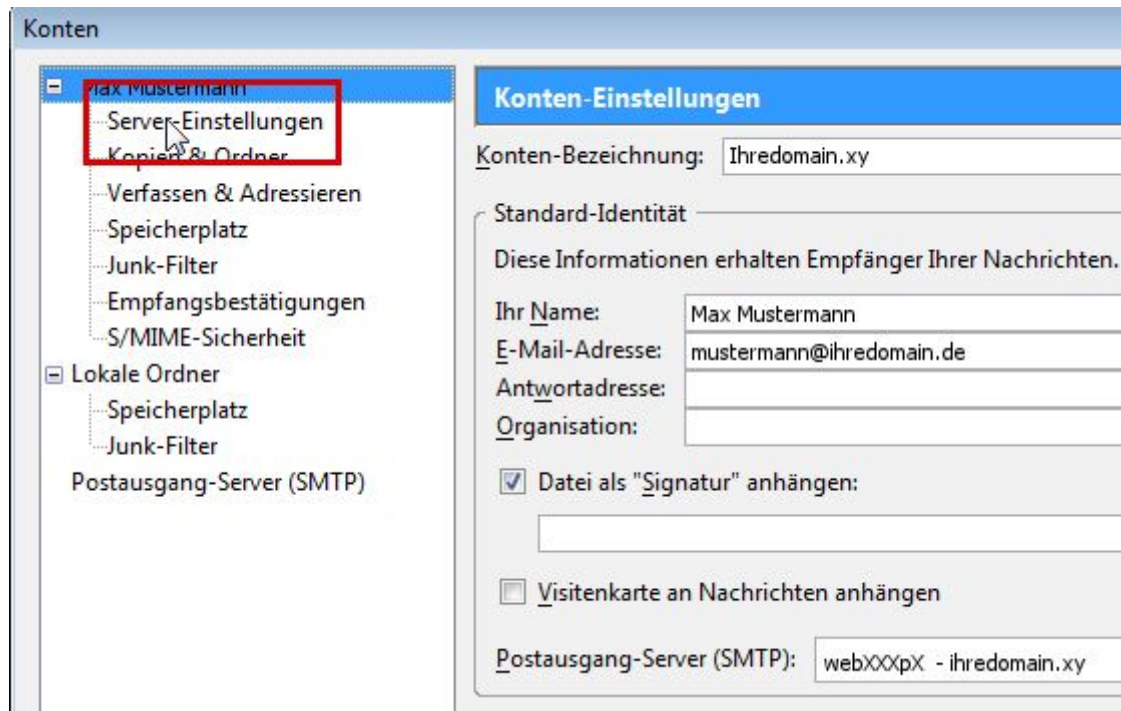 Konten
Max Mustermann
Server-Einstellungen
Kopien & Ordner
Verfassen & Adressieren
Speicherplatz
Junk-Filter
Empfangsbestätigungen
S/MIME-Sicherheit
Lokale Ordner
Speicherplatz
Junk-Filter
Postausgang-Server (SMTP)
Konten-Einstellungen
Konten-Bezeichnung: Ihredomain.xy
Standard-Identität
Diese Informationen erhalten Empfänger Ihrer Nachrichten.
Ihr Name: Max Mustermann
E-Mail-Adresse: mustermann@ihredomain.de
Antwortadresse:
Organisation:
Datei als "Signatur" anhängen:
Visitenkarte an Nachrichten anhängen
Postausgang-Server (SMTP): webXXXpX - ihredomain.xy